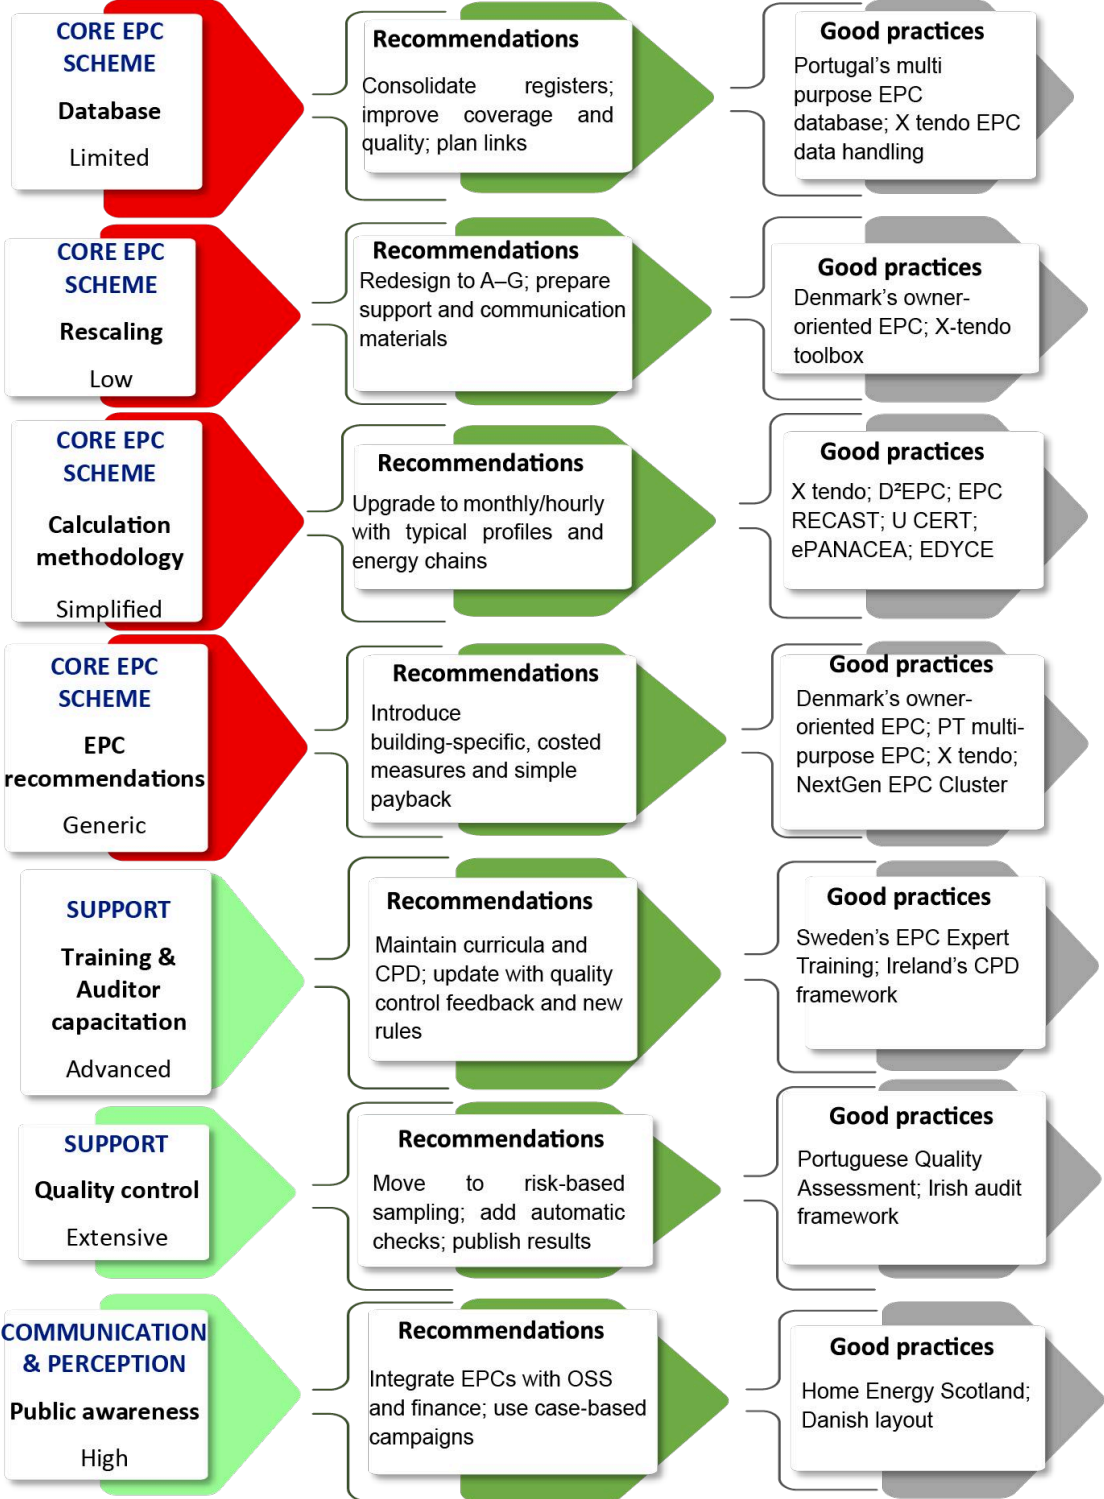 CORE EPC
SCHEME
Database
Limited
Recommendations
Consolidate registers;
improve coverage and
quality; plan links
Good practices
Portugal's multi
purpose EPC
database; X tendo EPC
data handling
CORE EPC
SCHEME
Rescaling
Low
Recommendations
Redesign to A–G; prepare
support and communication
materials
Good practices
Denmark's owner-
oriented EPC; X-tendo
toolbox
CORE EPC
SCHEME
Calculation
methodology
Simplified
Recommendations
Upgrade to monthly/hourly
with typical profiles and
energy chains
Good practices
X tendo; D²EPC; EPC
RECAST; U CERT;
ePANACEA; EDYCE
CORE EPC
SCHEME
EPC
recommendations
Generic
Recommendations
Introduce
building-specific, costed
measures and simple
payback
Good practices
Denmark's owner-
oriented EPC; PT multi-
purpose EPC; X tendo;
NextGen EPC Cluster
SUPPORT
Training &
Auditor
capacitation
Advanced
Recommendations
Maintain curricula and
CPD; update with quality
control feedback and new
rules
Good practices
Sweden's EPC Expert
Training; Ireland's CPD
framework
SUPPORT
Quality control
Extensive
Recommendations
Move to risk-based
sampling; add automatic
checks; publish results
Good practices
Portuguese Quality
Assessment; Irish audit
framework
COMMUNICATION
& PERCEPTION
Public awareness
High
Recommendations
Integrate EPCs with OSS
and finance; use case-based
campaigns
Good practices
Home Energy Scotland;
Danish layout